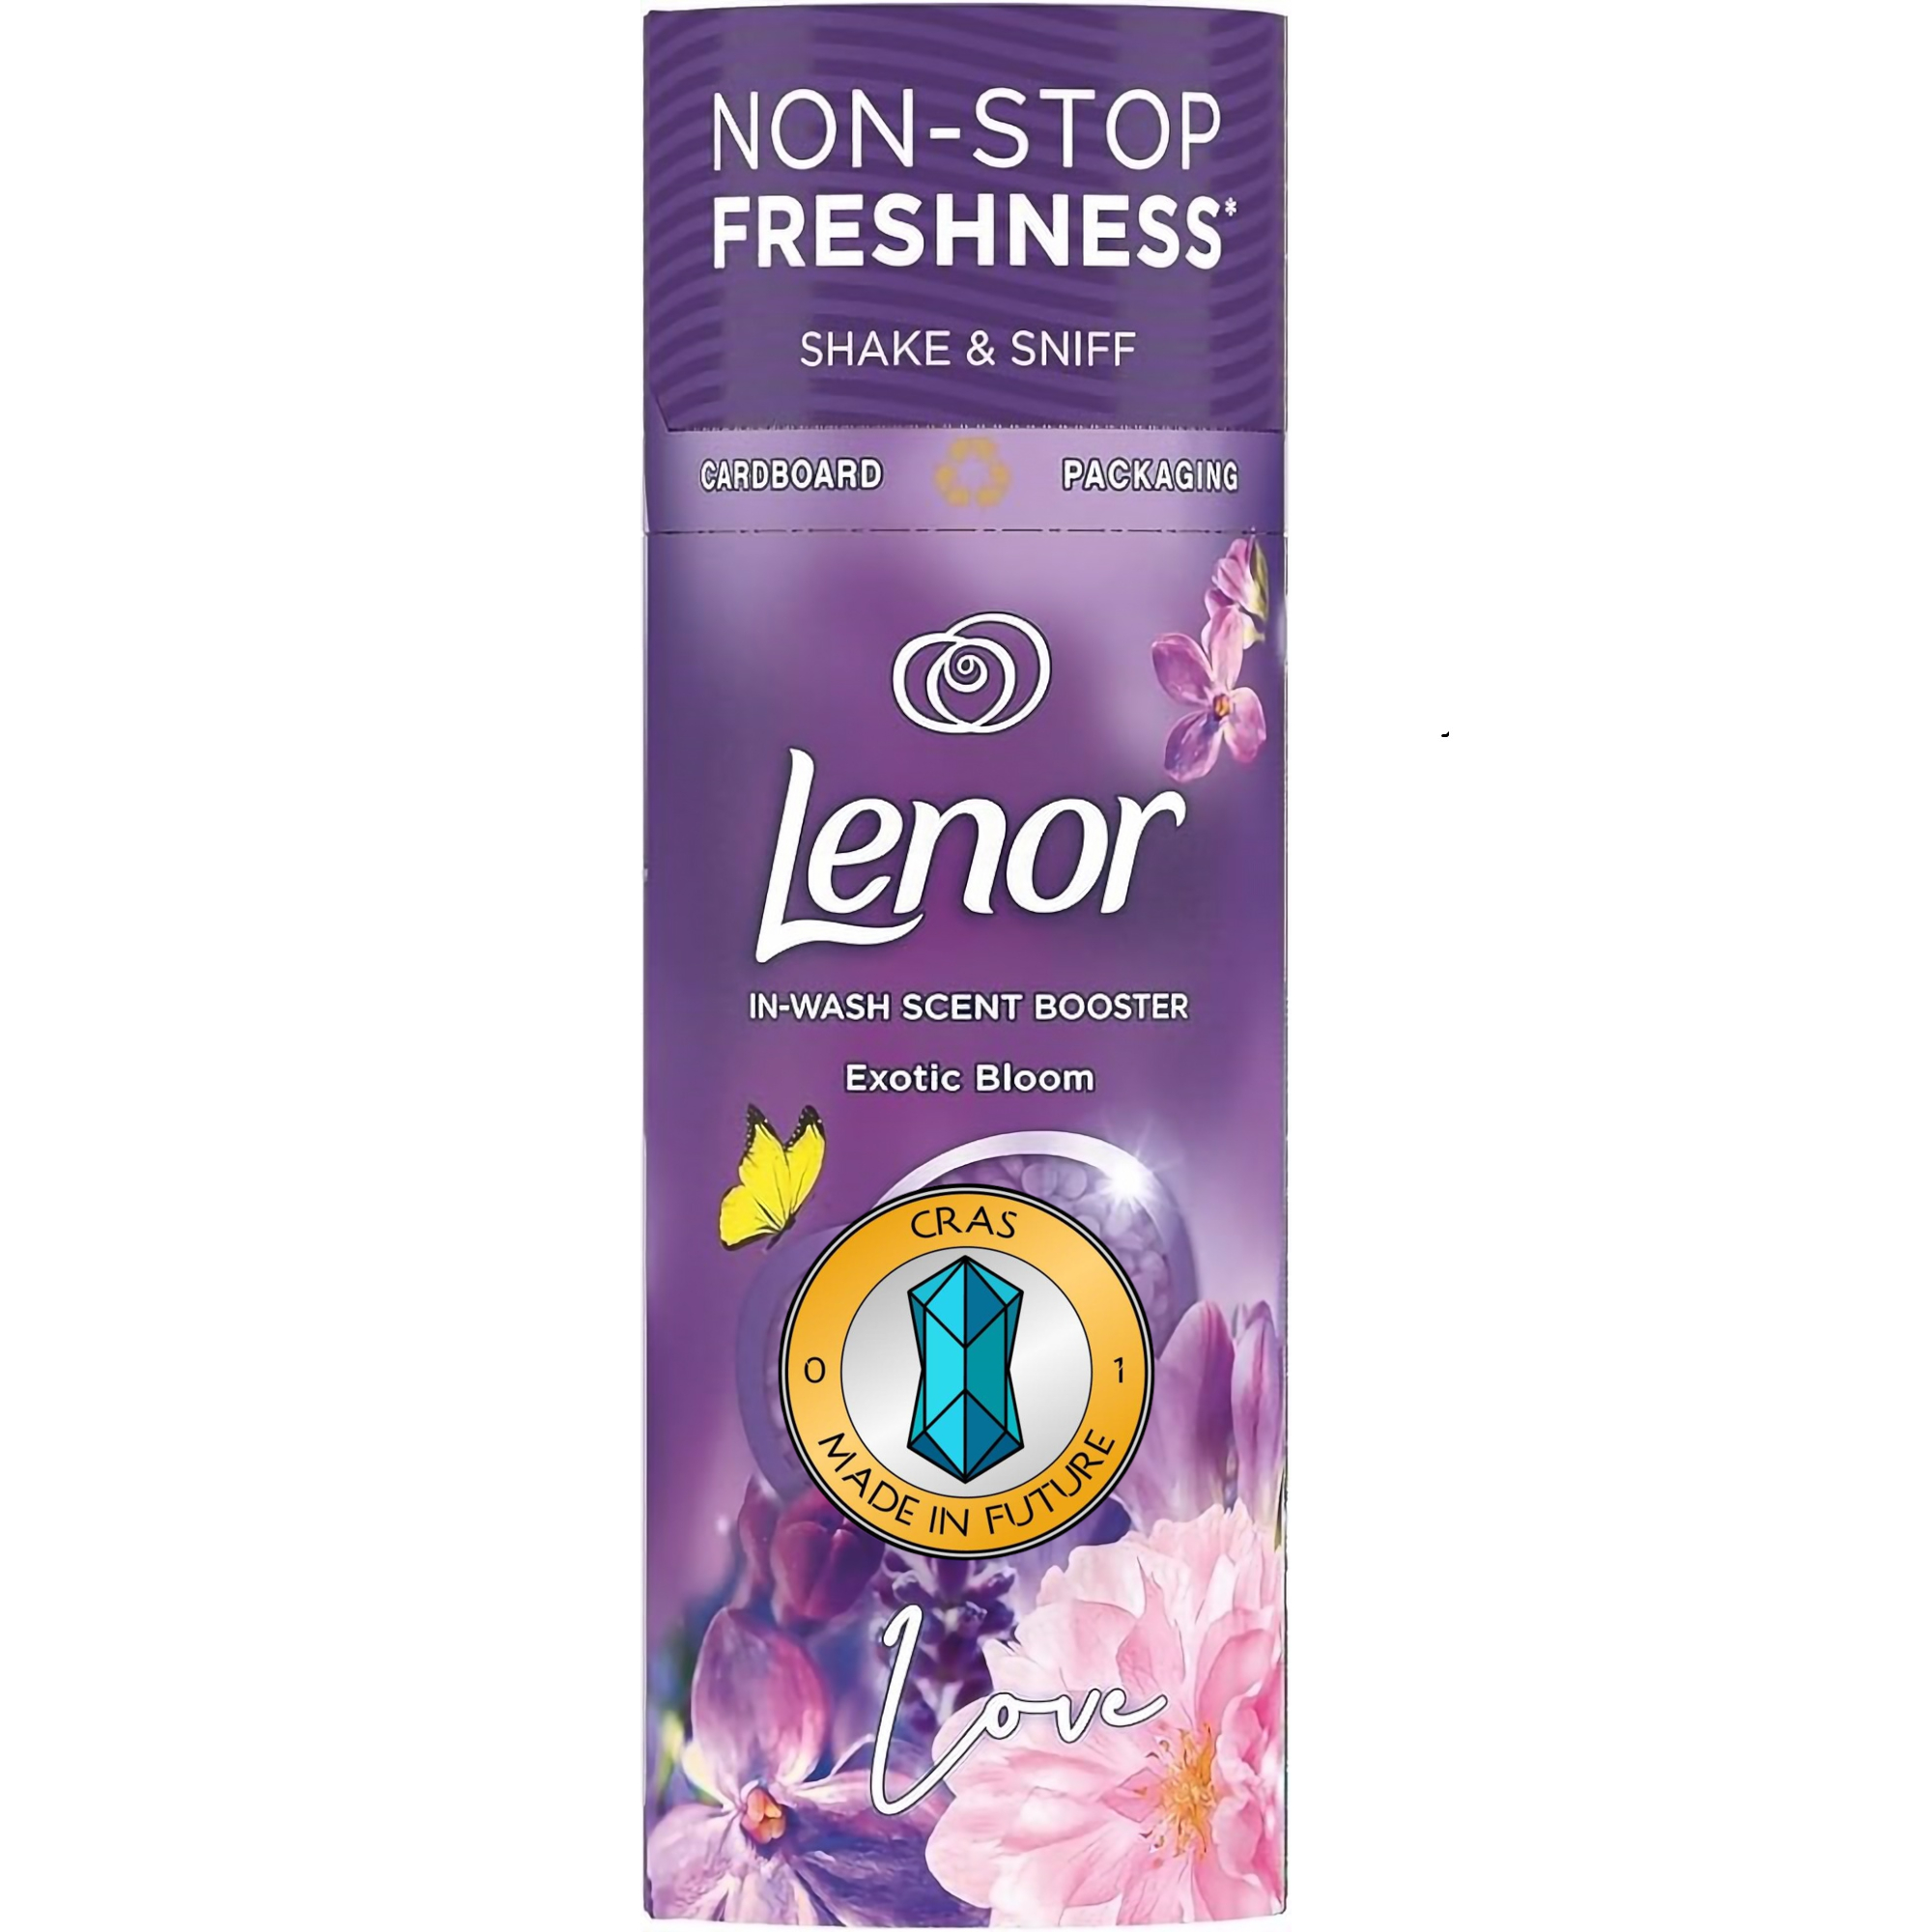 NON-STOP
FRESHNESS*
SHAKE & SNIFF
CARDBOARD PACKAGING
Lenor
IN-WASH SCENT BOOSTER
Exotic Bloom
CRAS
0 1
MADE IN FUTURE
Love